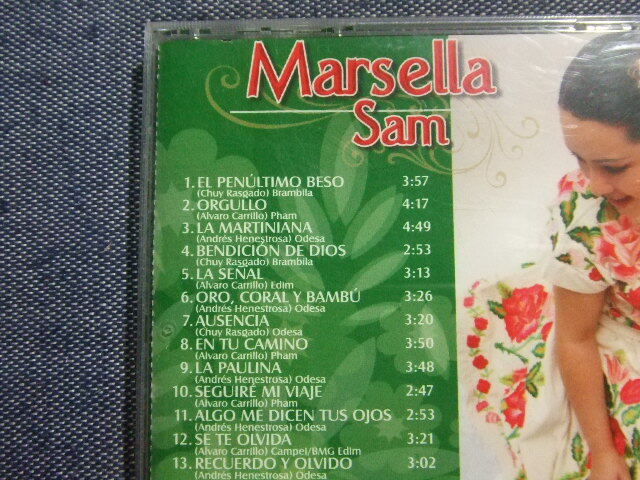 Marsella
Sam
1. EL PENÚLTIMO BESO 3:57
(Chuy Rasgado) Brambila
2. ORGULLO 4:17
(Alvaro Carrillo) Pham
3. LA MARTINIANA 4:49
(Andrés Henestrosa) Odesa
4. BENDICIÓN DE DIOS 2:53
(Chuy Rasgado) Brambila
5. LA SEÑAL 3:13
(Alvaro Carrillo) Edim
6. ORO, CORAL Y BAMBÚ 3:26
(Andrés Henestrosa) Odesa
7. AUSENCIA 3:20
(Chuy Rasgado) Odesa
8. EN TU CAMINO 3:50
(Alvaro Carrillo) Pham
9. LA PAULINA 3:48
(Andrés Henestrosa) Odesa
10. SEGUIRÉ MI VIAJE 2:47
(Alvaro Carrillo) Pham
11. ALGO ME DICEN TUS OJOS 2:53
(Andrés Henestrosa) Odesa
12. SE TE OLVIDA 3:21
(Alvaro Carrillo) Campei/BMG Edim
13. RECUERDO Y OLVIDO 3:02
(Andrés Henestrosa) Odesa